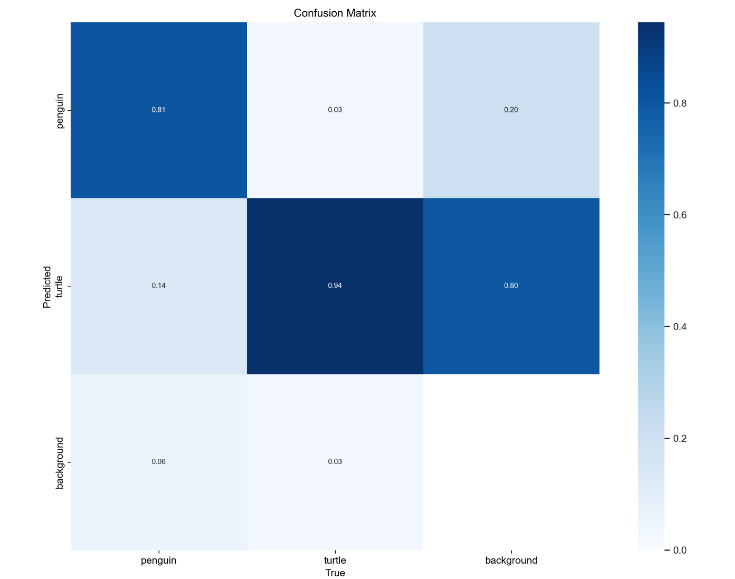 Confusion Matrix
penguin
0.81
0.03
0.20
0.8
0.6
Predicted
turtle
0.14
0.94
0.80
0.4
background
0.06
0.03
0.2
0.0
penguin
turtle
background
True